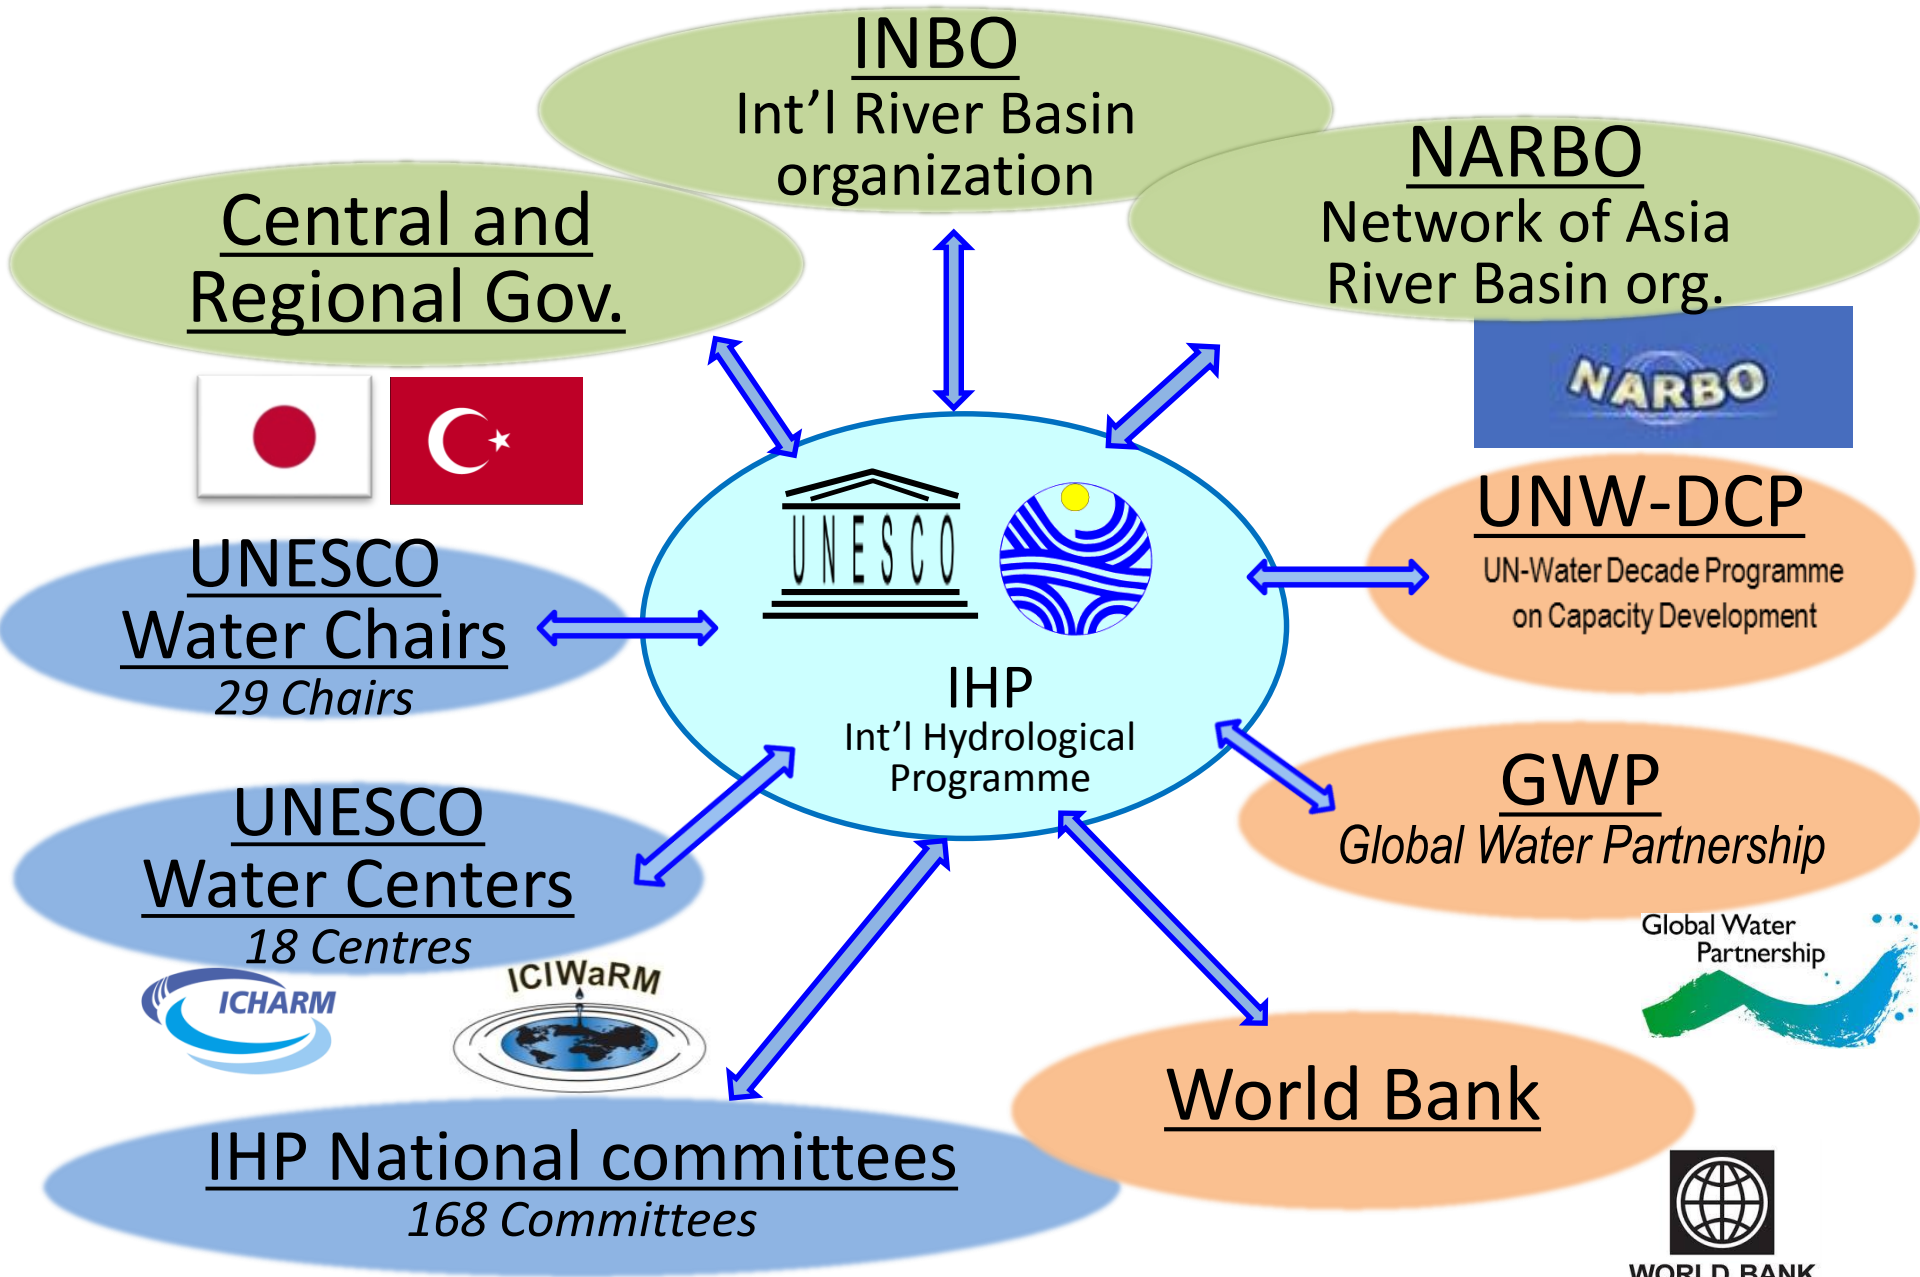 INBO
Int’l River Basin
organization
NARBO
Network of Asia
River Basin org.
NARBO
Central and
Regional Gov.
UNESCO
IHP
Int’l Hydrological
Programme
UNW-DCP
UN-Water Decade Programme
on Capacity Development
UNESCO
Water Chairs
29 Chairs
GWP
Global Water Partnership
Global Water
Partnership
UNESCO
Water Centers
18 Centres
ICHARM
ICIWaRM
World Bank
WORLD BANK
IHP National committees
168 Committees